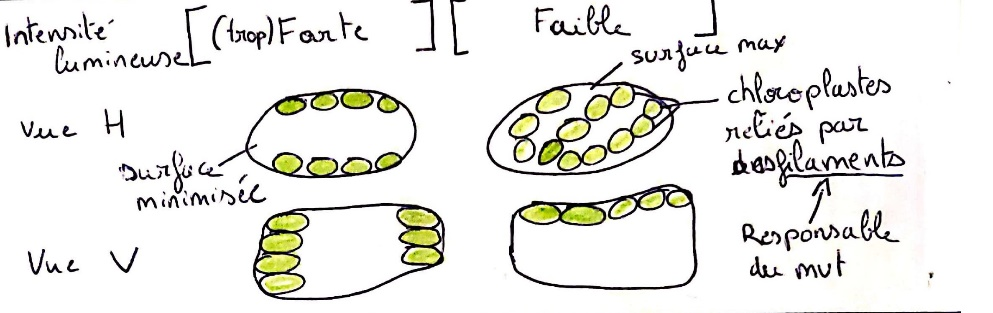 Intensité lumineuse [(trop) Forte] [Faible]
surface max
Vue H
surface minimisée
chloroplastes
reliés par
des filaments
Vue V
Responsable
du mvt